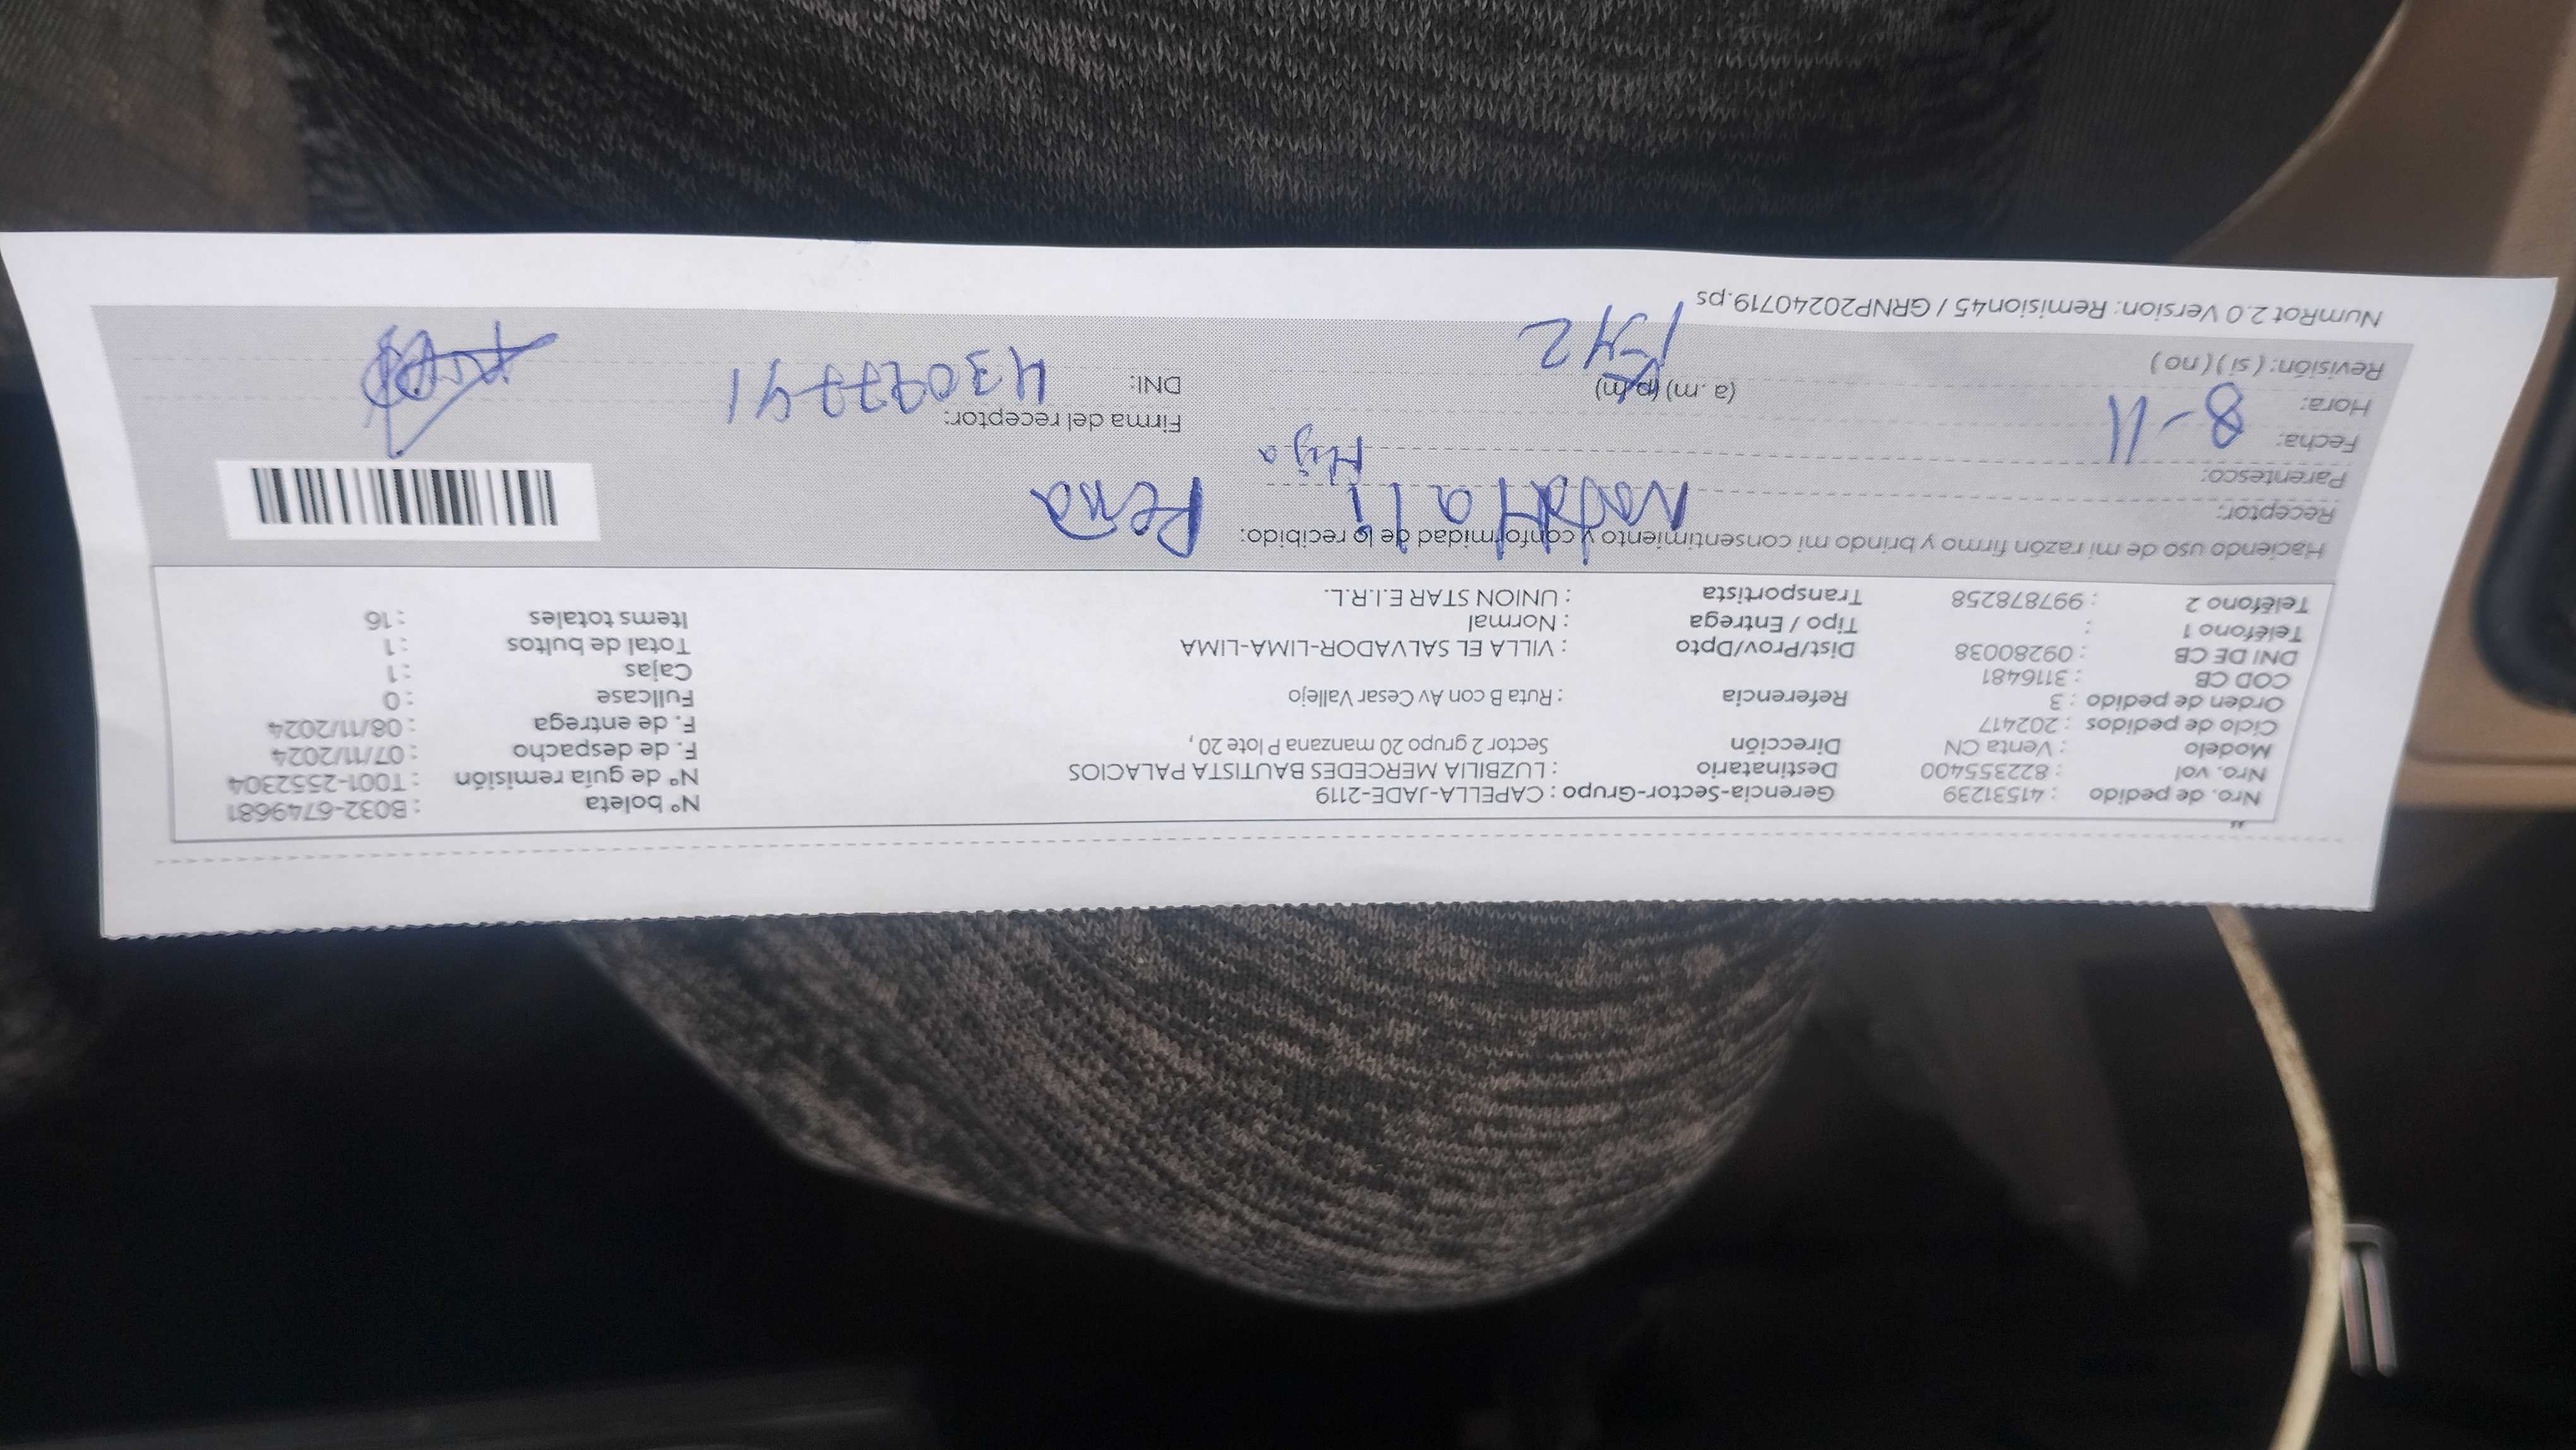 Nro. de pedido : 41531239 Gerencia-Sector-Grupo : CAPELLA-JADE-2119 N° boleta : B032-6749681
Nro. vol : 822355400 Destinatario : LUZBILIA MERCEDES BAUTISTA PALACIOS N° de guía remisión : T001-2552304
Modelo : Venta CN Dirección Sector 2 grupo 20 manzana P lote 20, F. de despacho : 07/11/2024
Ciclo de pedidos : 202417 F. de entrega : 08/11/2024
Orden de pedido : 3 Referencia : Ruta B con Av Cesar Vallejo Fullcase : 0
COD CB : 3116481 Cajas : 1
DNI DE CB : 09280038 Dist/Prov/Dpto : VILLA EL SALVADOR-LIMA-LIMA Total de bultos : 1
Teléfono 1 : Tipo / Entrega : Normal Items totales : 16
Teléfono 2 : 997878258 Transportista : UNION STAR E.I.R.L.
Haciendo uso de mi razón firmo y brindo mi consentimiento y conformidad de lo recibido:
Receptor: Peña
Parentesco: Hija
Fecha: 8-11 Firma del receptor:
Hora: (a. m) (p. m) 1-42 DNI: 43077791
Revisión: ( si ) ( no )
NumRot 2.0 Version: Remision45 / GRNP20240719.ps